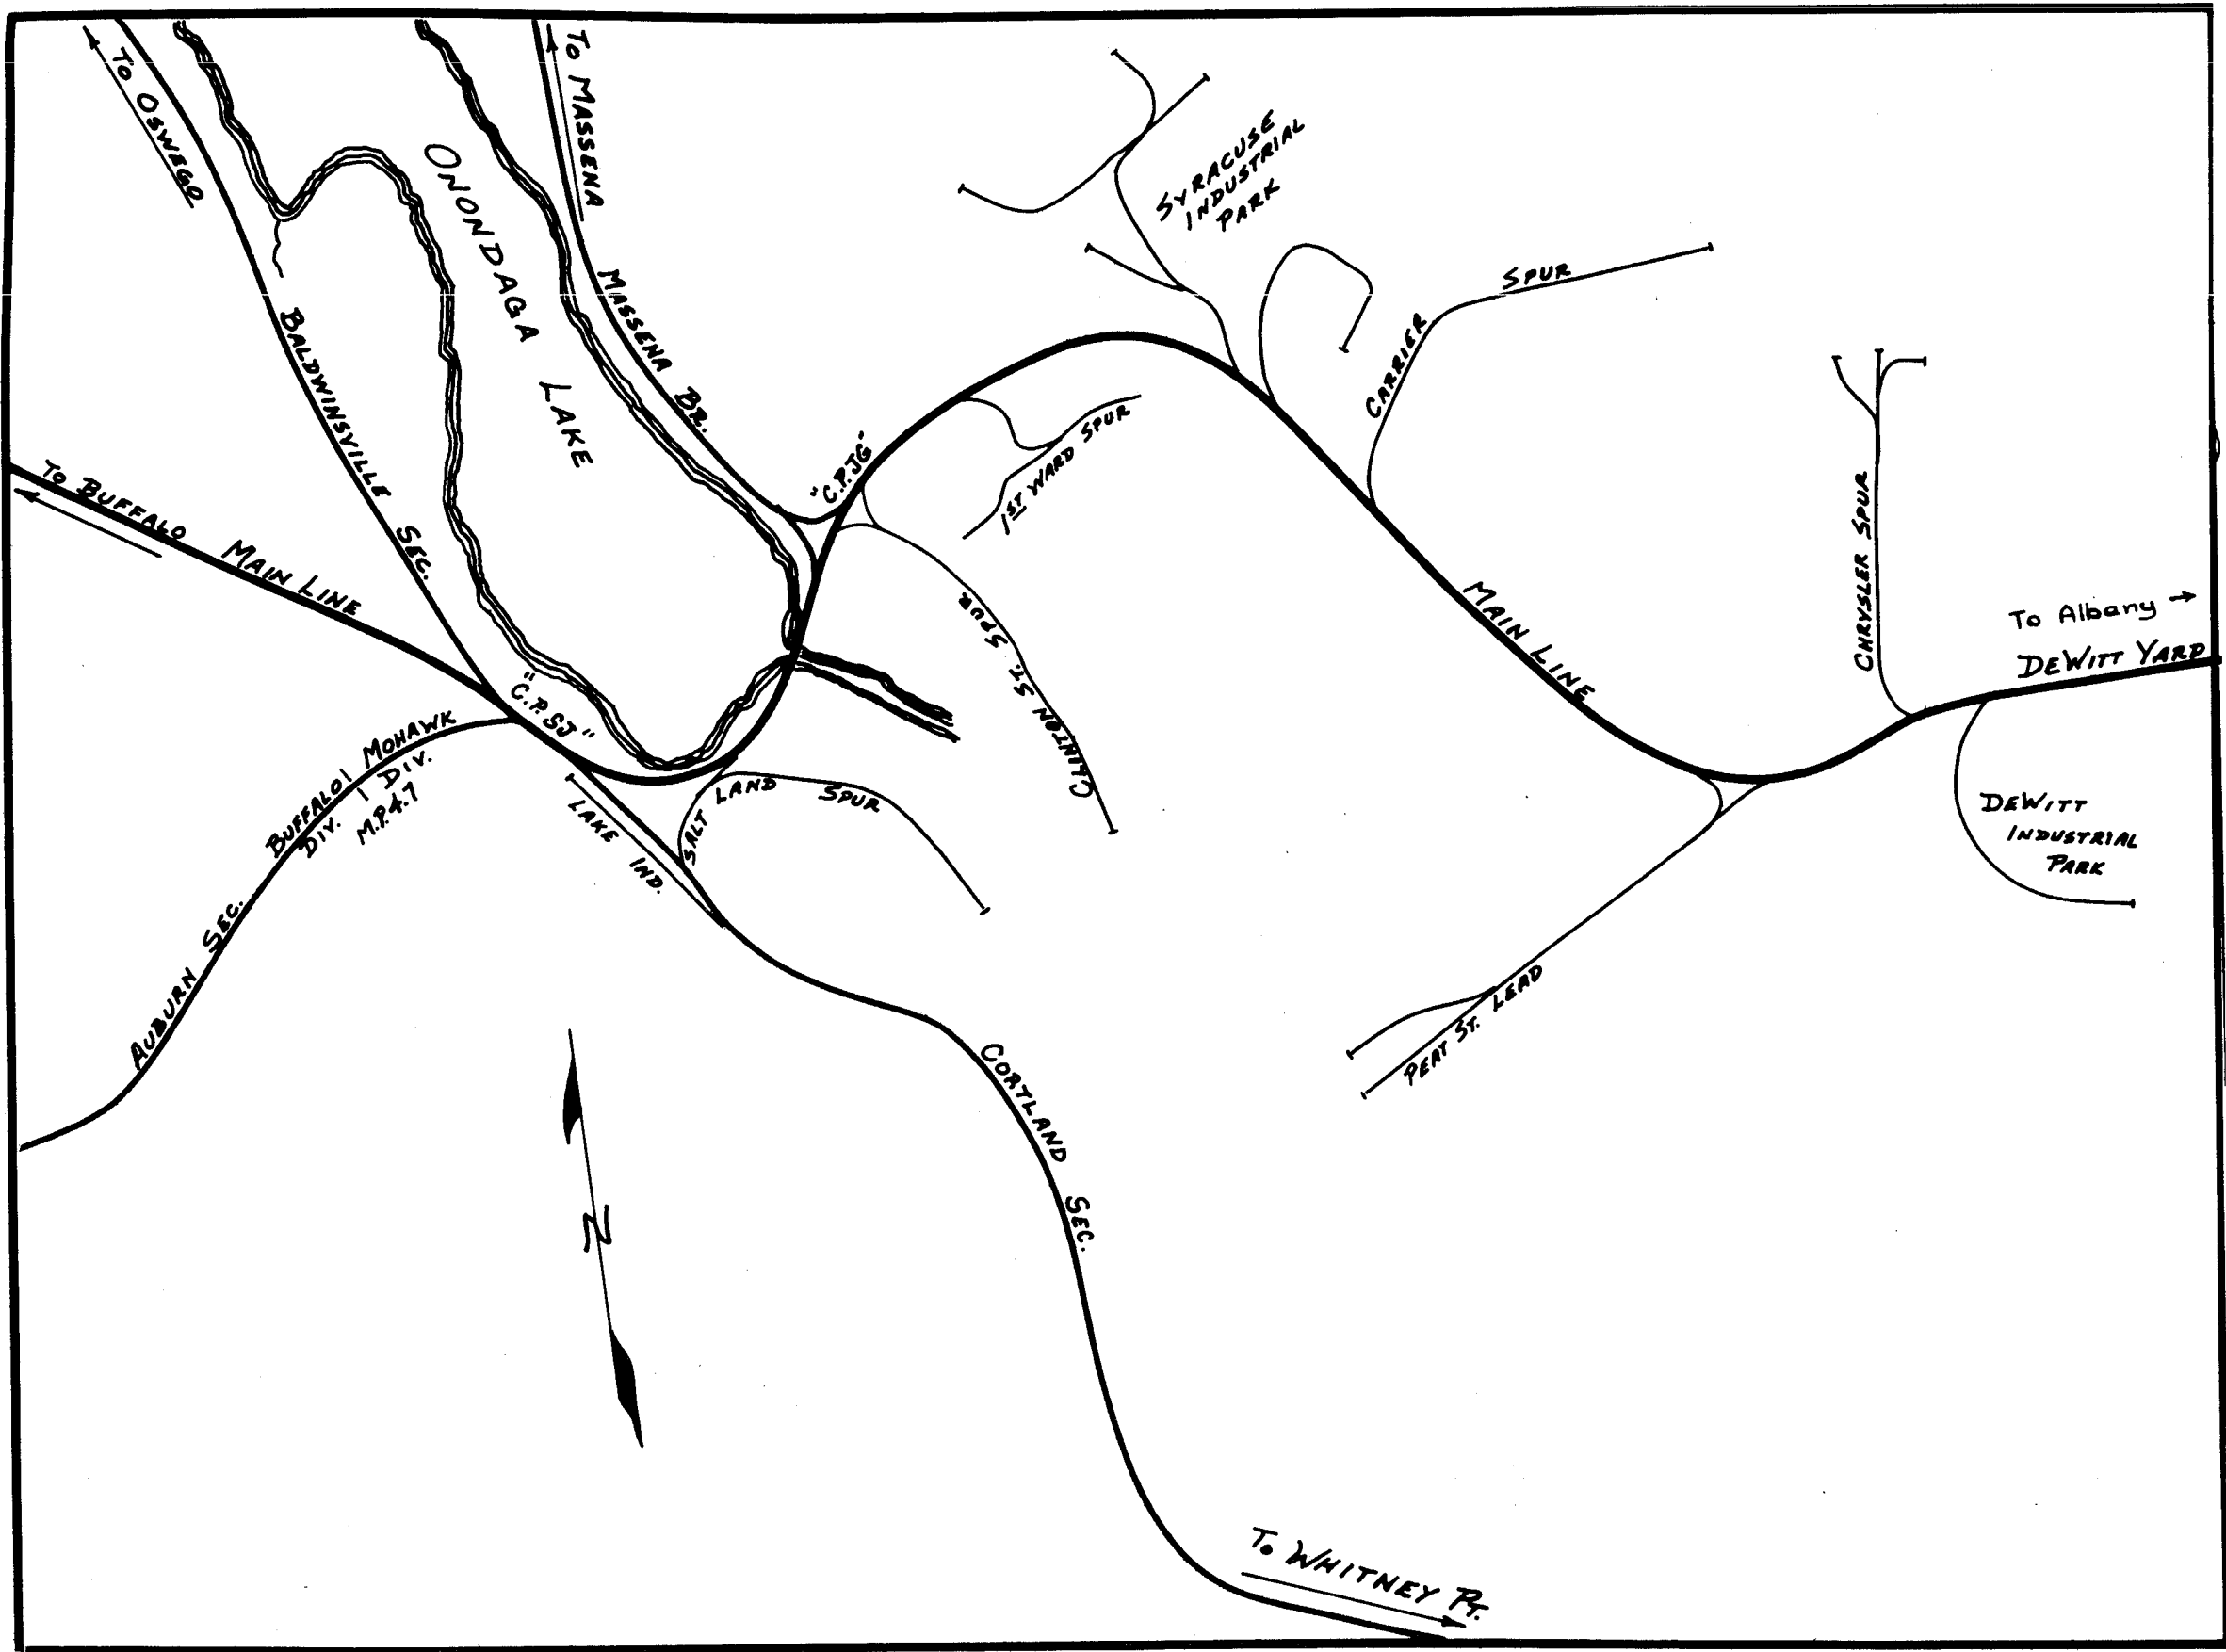 TO OSWEGO
TO MASSENA
ONONDAGA LAKE
MASSENA BR.
BALDWINSVILLE SEC.
TO BUFFALO
MAIN LINE
"C.P.JG"
"C.P.SJ"
SYRACUSE
INDUSTRIAL
PARK
CARRIER SPUR
1ST WARD SPUR
CLINTON ST. SPUR
MAIN LINE
CHRYSLER SPUR
To Albany →
DEWITT YARD
DEWITT
INDUSTRIAL
PARK
BUFFALO DIV.
MOHAWK DIV.
M.P.4.7
AUBURN SEC.
LAKE IND.
SALT LAND SPUR
PEAT ST. LEAD
CORTLAND SEC.
N
TO WHITNEY PT.